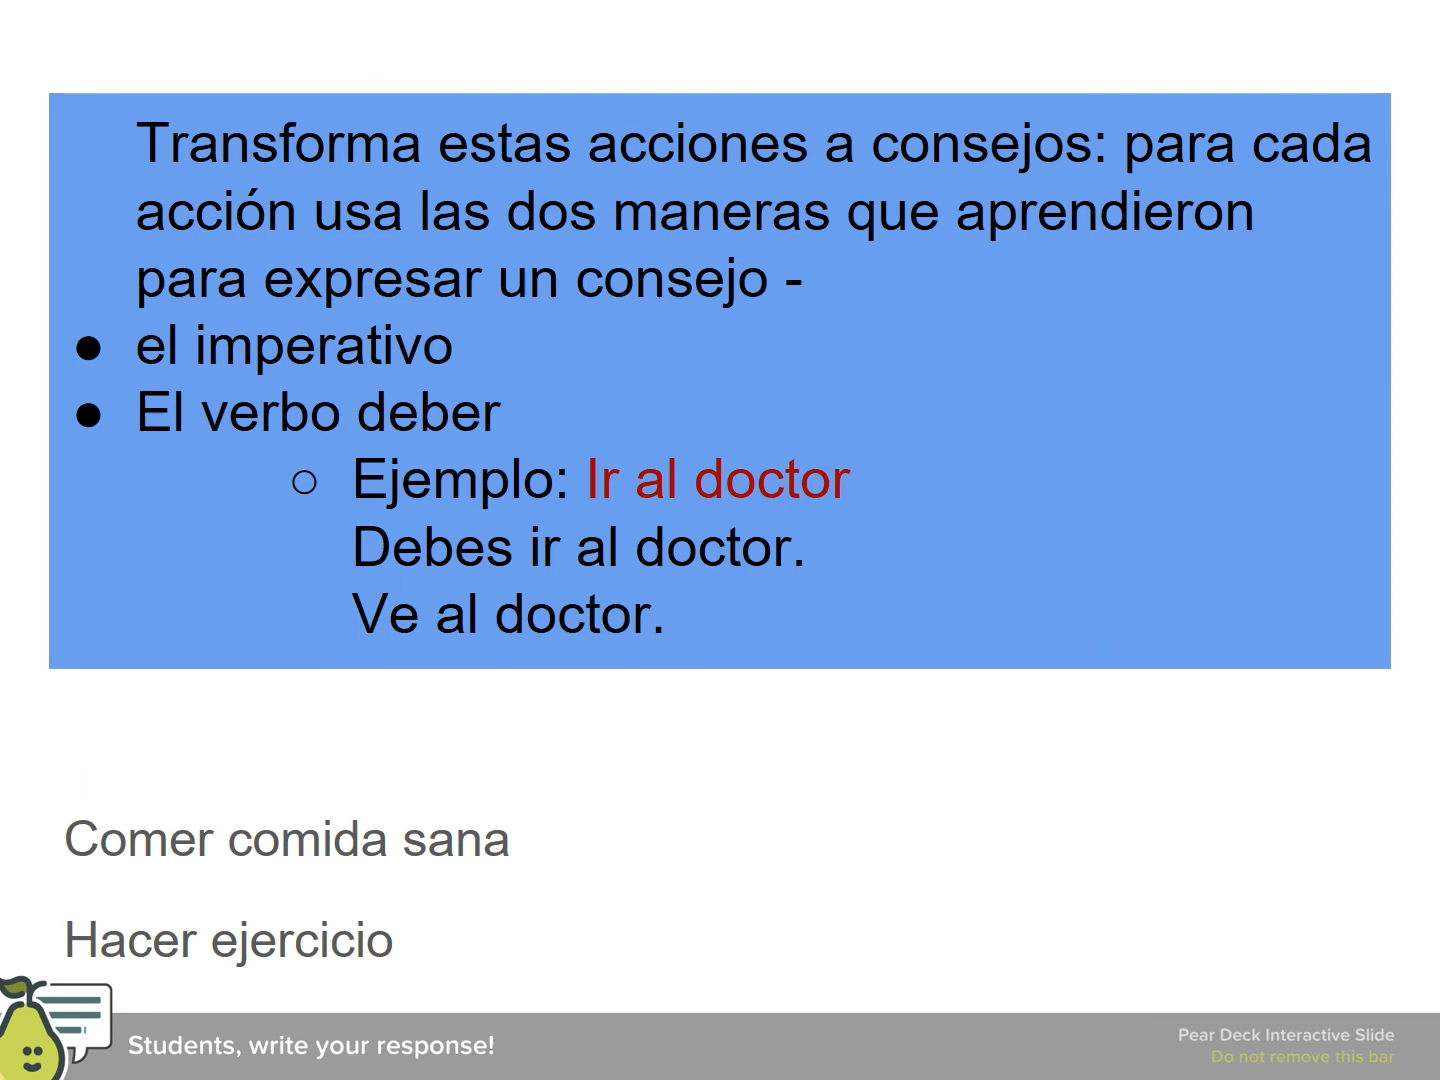 Transforma estas acciones a consejos: para cada
acción usa las dos maneras que aprendieron
para expresar un consejo -
● el imperativo
● El verbo deber
○ Ejemplo: Ir al doctor
Debes ir al doctor.
Ve al doctor.
Comer comida sana
Hacer ejercicio
Students, write your response!
Pear Deck Interactive Slide
Do not remove this bar